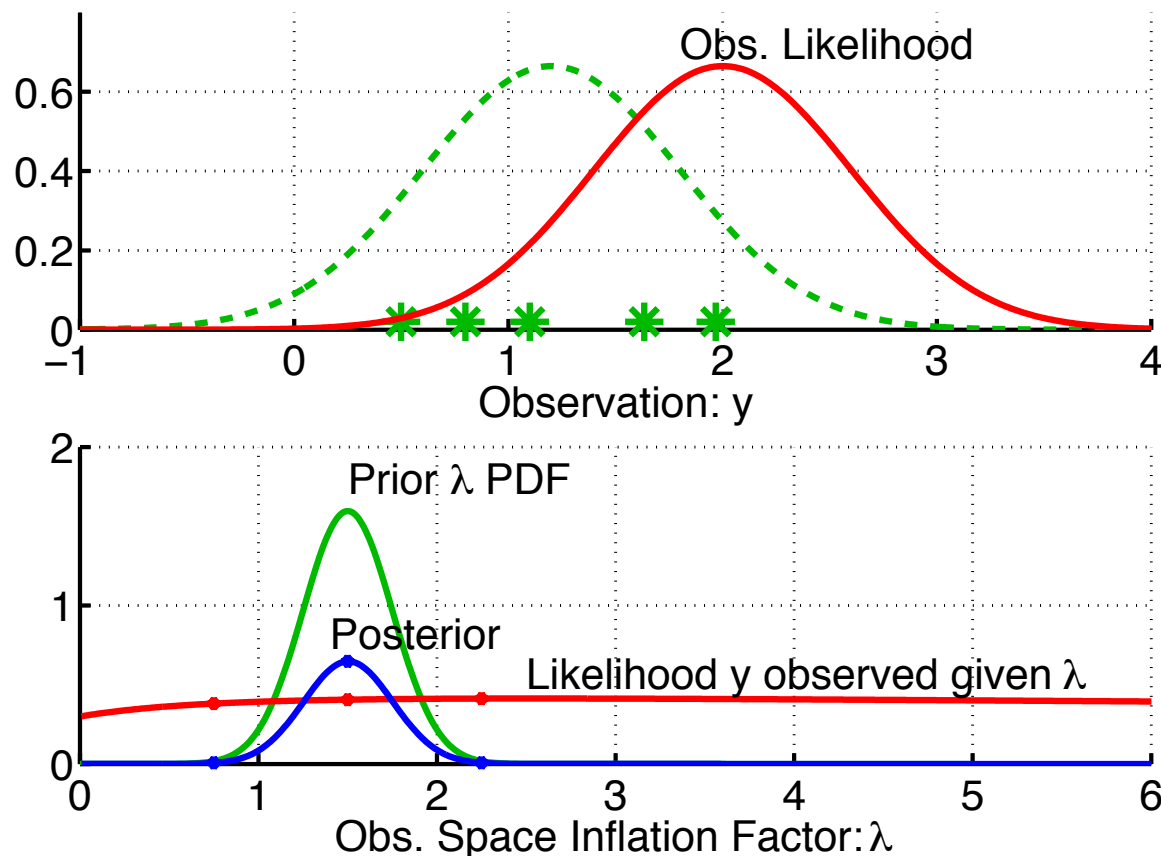 Obs. Likelihood
0.6
0.4
0.2
0
−1 0 1 2 3 4
Observation: y
2
Prior λ PDF
1
Posterior
Likelihood y observed given λ
0
0 1 2 3 4 5 6
Obs. Space Inflation Factor: λ